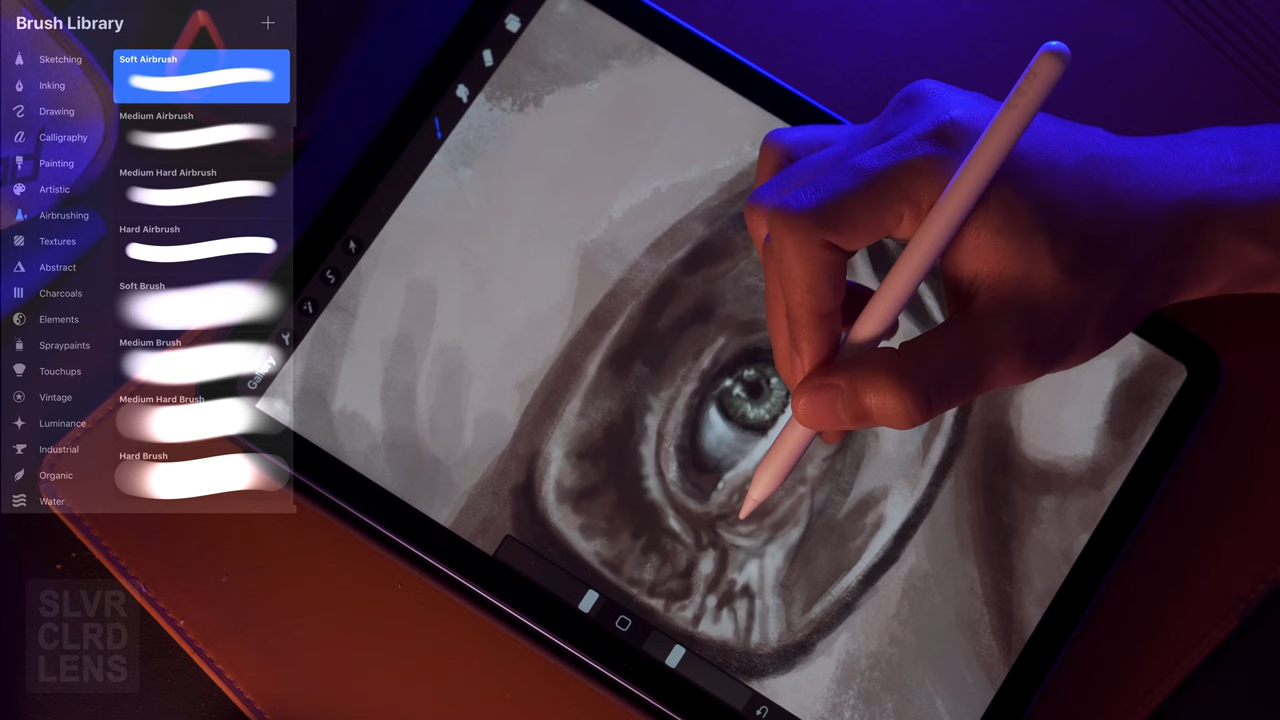 Brush Library
Sketching
Inking
Drawing
Calligraphy
Painting
Artistic
Airbrushing
Textures
Abstract
Charcoals
Elements
Spraypaints
Touchups
Vintage
Luminance
Industrial
Organic
Water
Soft Airbrush
Medium Airbrush
Medium Hard Airbrush
Hard Airbrush
Soft Brush
Medium Brush
Medium Hard Brush
Hard Brush
Gallery
SLVR
CLRD
LENS